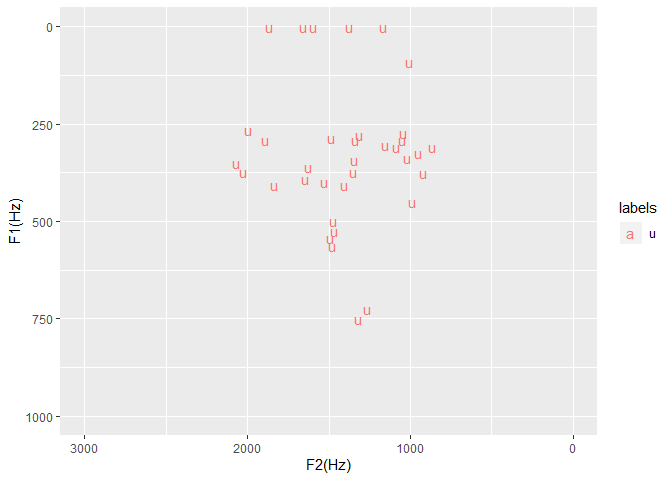 0
u u u u u
u
250
u u u u u u
u u u u u u u
u u u u
u u u u u u u u
u
500
u
u
u
u
750
u
u
1000
3000 2000 1000 0
F2(Hz)
F1(Hz)
labels
a u